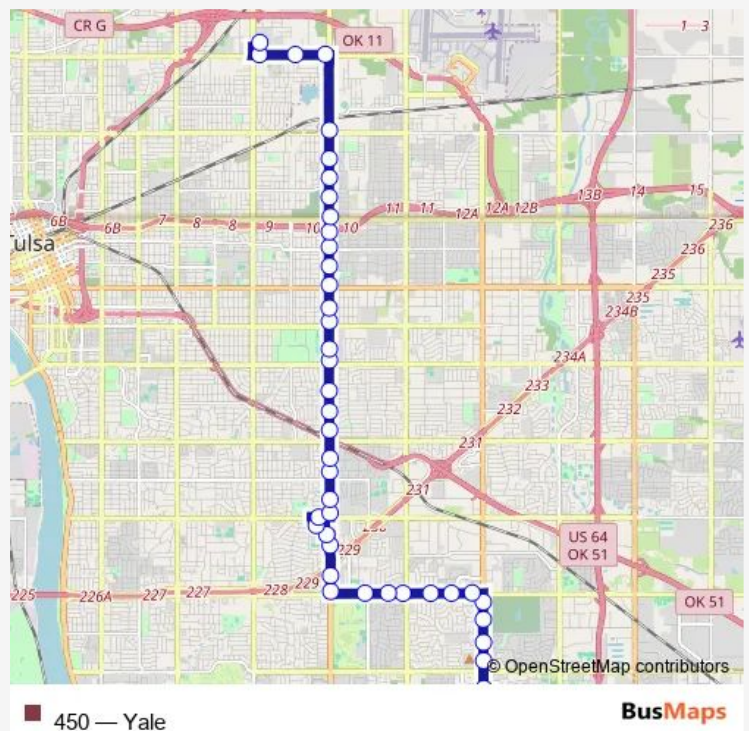 CR G
1 3
OK 11
11 11 12A 12A 12B 13B 14 15
6B 6B 7 8 8 9 10 10
236
236
Tulsa
235
235
234B
234A
233
232
231
231
US 64
OK 51
229
225 226A 227 227 228 229
OK 51
© OpenStreetMap contributors
450 — Yale
BusMaps